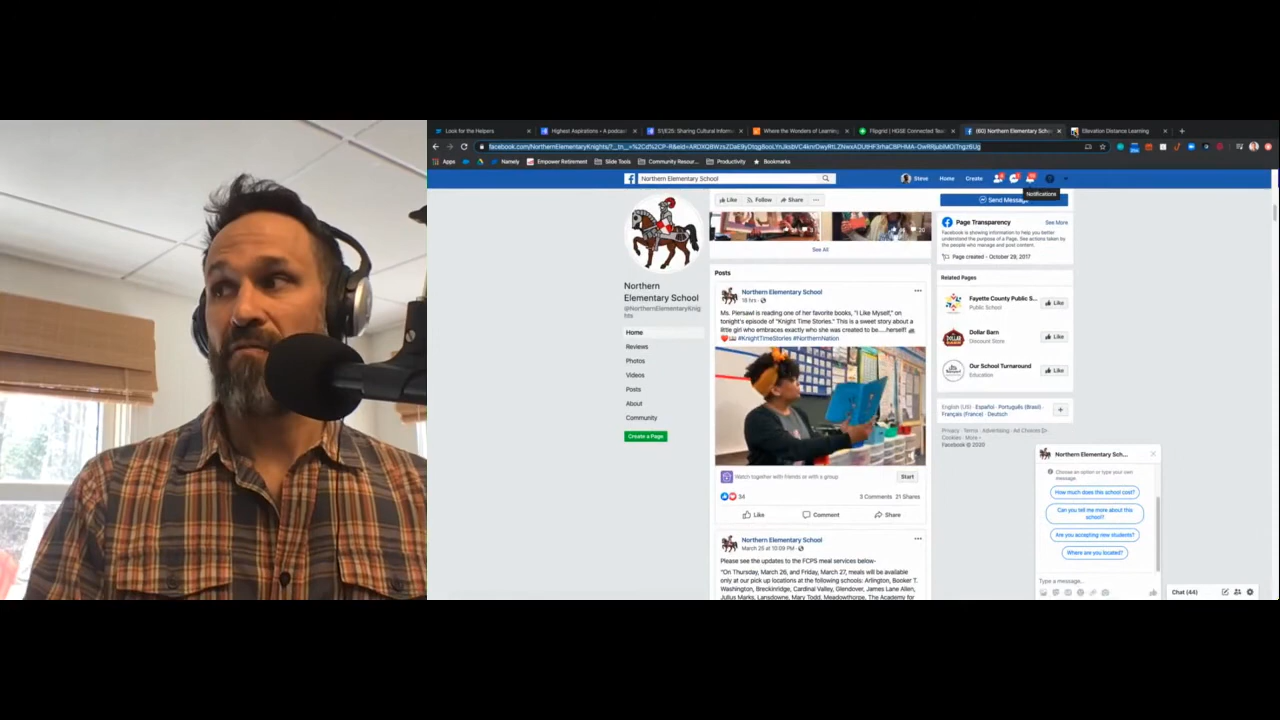 Look for the Helpers
Highest Aspirations • A podcast
S1/E25: Sharing Cultural Inform
Where the Wonders of Learning
Flipgrid | HGSE Connected Teac
(60) Northern Elementary School
Ellevation Distance Learning
Apps
Namely
Empower Retirement
Slide Tools
Community Resour...
Productivity
Bookmarks
Northern Elementary School
Steve
Home
Create
Notifications
Like
Follow
Share
Send Message
See All
Posts
Northern Elementary School
@NorthernElementaryKnights
Home
Reviews
Photos
Videos
Posts
About
Community
Create a Page
Northern Elementary School
18 hrs ·
Ms. Piersawl is reading one of her favorite books, "I Like Myself," on
tonight's episode of "Knight Time Stories." This is a sweet story about a
little girl who embraces exactly who she was created to be....herself!
#KnightTimeStories #NorthernNation
Watch together with friends or with a group
Start
34
3 Comments 21 Shares
Like
Comment
Share
Northern Elementary School
March 25 at 10:09 PM ·
Please see the updates to the FCPS meal services below-
"On Thursday, March 26, and Friday, March 27, meals will be available
only at our pick up locations at the following schools: Arlington, Booker T.
Washington, Breckinridge, Cardinal Valley, Glendover, James Lane Allen,
Julius Marks, Lansdowne, Mary Todd, Meadowthorpe, The Academy for
Page Transparency
See More
Facebook is showing information to help you better
understand the purpose of a Page. See actions taken by
the people who manage and post content.
Page created - October 29, 2017
Related Pages
Fayette County Public S...
Public School
Like
Dollar Barn
Discount Store
Like
Our School Turnaround
Education
Like
English (US) · Español · Português (Brasil) ·
Français (France) · Deutsch
Privacy · Terms · Advertising · Ad Choices
Cookies · More
Facebook © 2020
Northern Elementary Sch...
Choose an option or type your own
message.
How much does this school cost?
Can you tell me more about this
school?
Are you accepting new students?
Where are you located?
Type a message...
Chat (44)